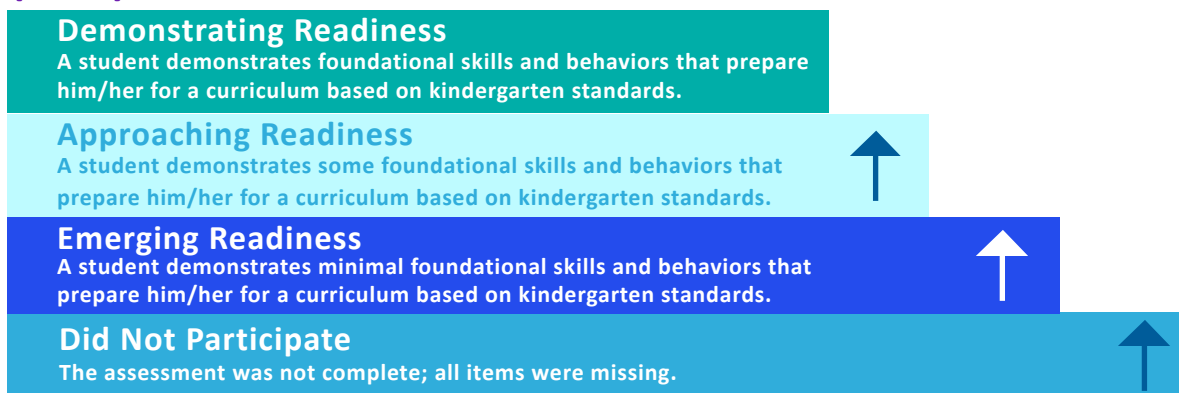 Demonstrating Readiness
A student demonstrates foundational skills and behaviors that prepare
him/her for a curriculum based on kindergarten standards.
Approaching Readiness
A student demonstrates some foundational skills and behaviors that
prepare him/her for a curriculum based on kindergarten standards.
Emerging Readiness
A student demonstrates minimal foundational skills and behaviors that
prepare him/her for a curriculum based on kindergarten standards.
Did Not Participate
The assessment was not complete; all items were missing.